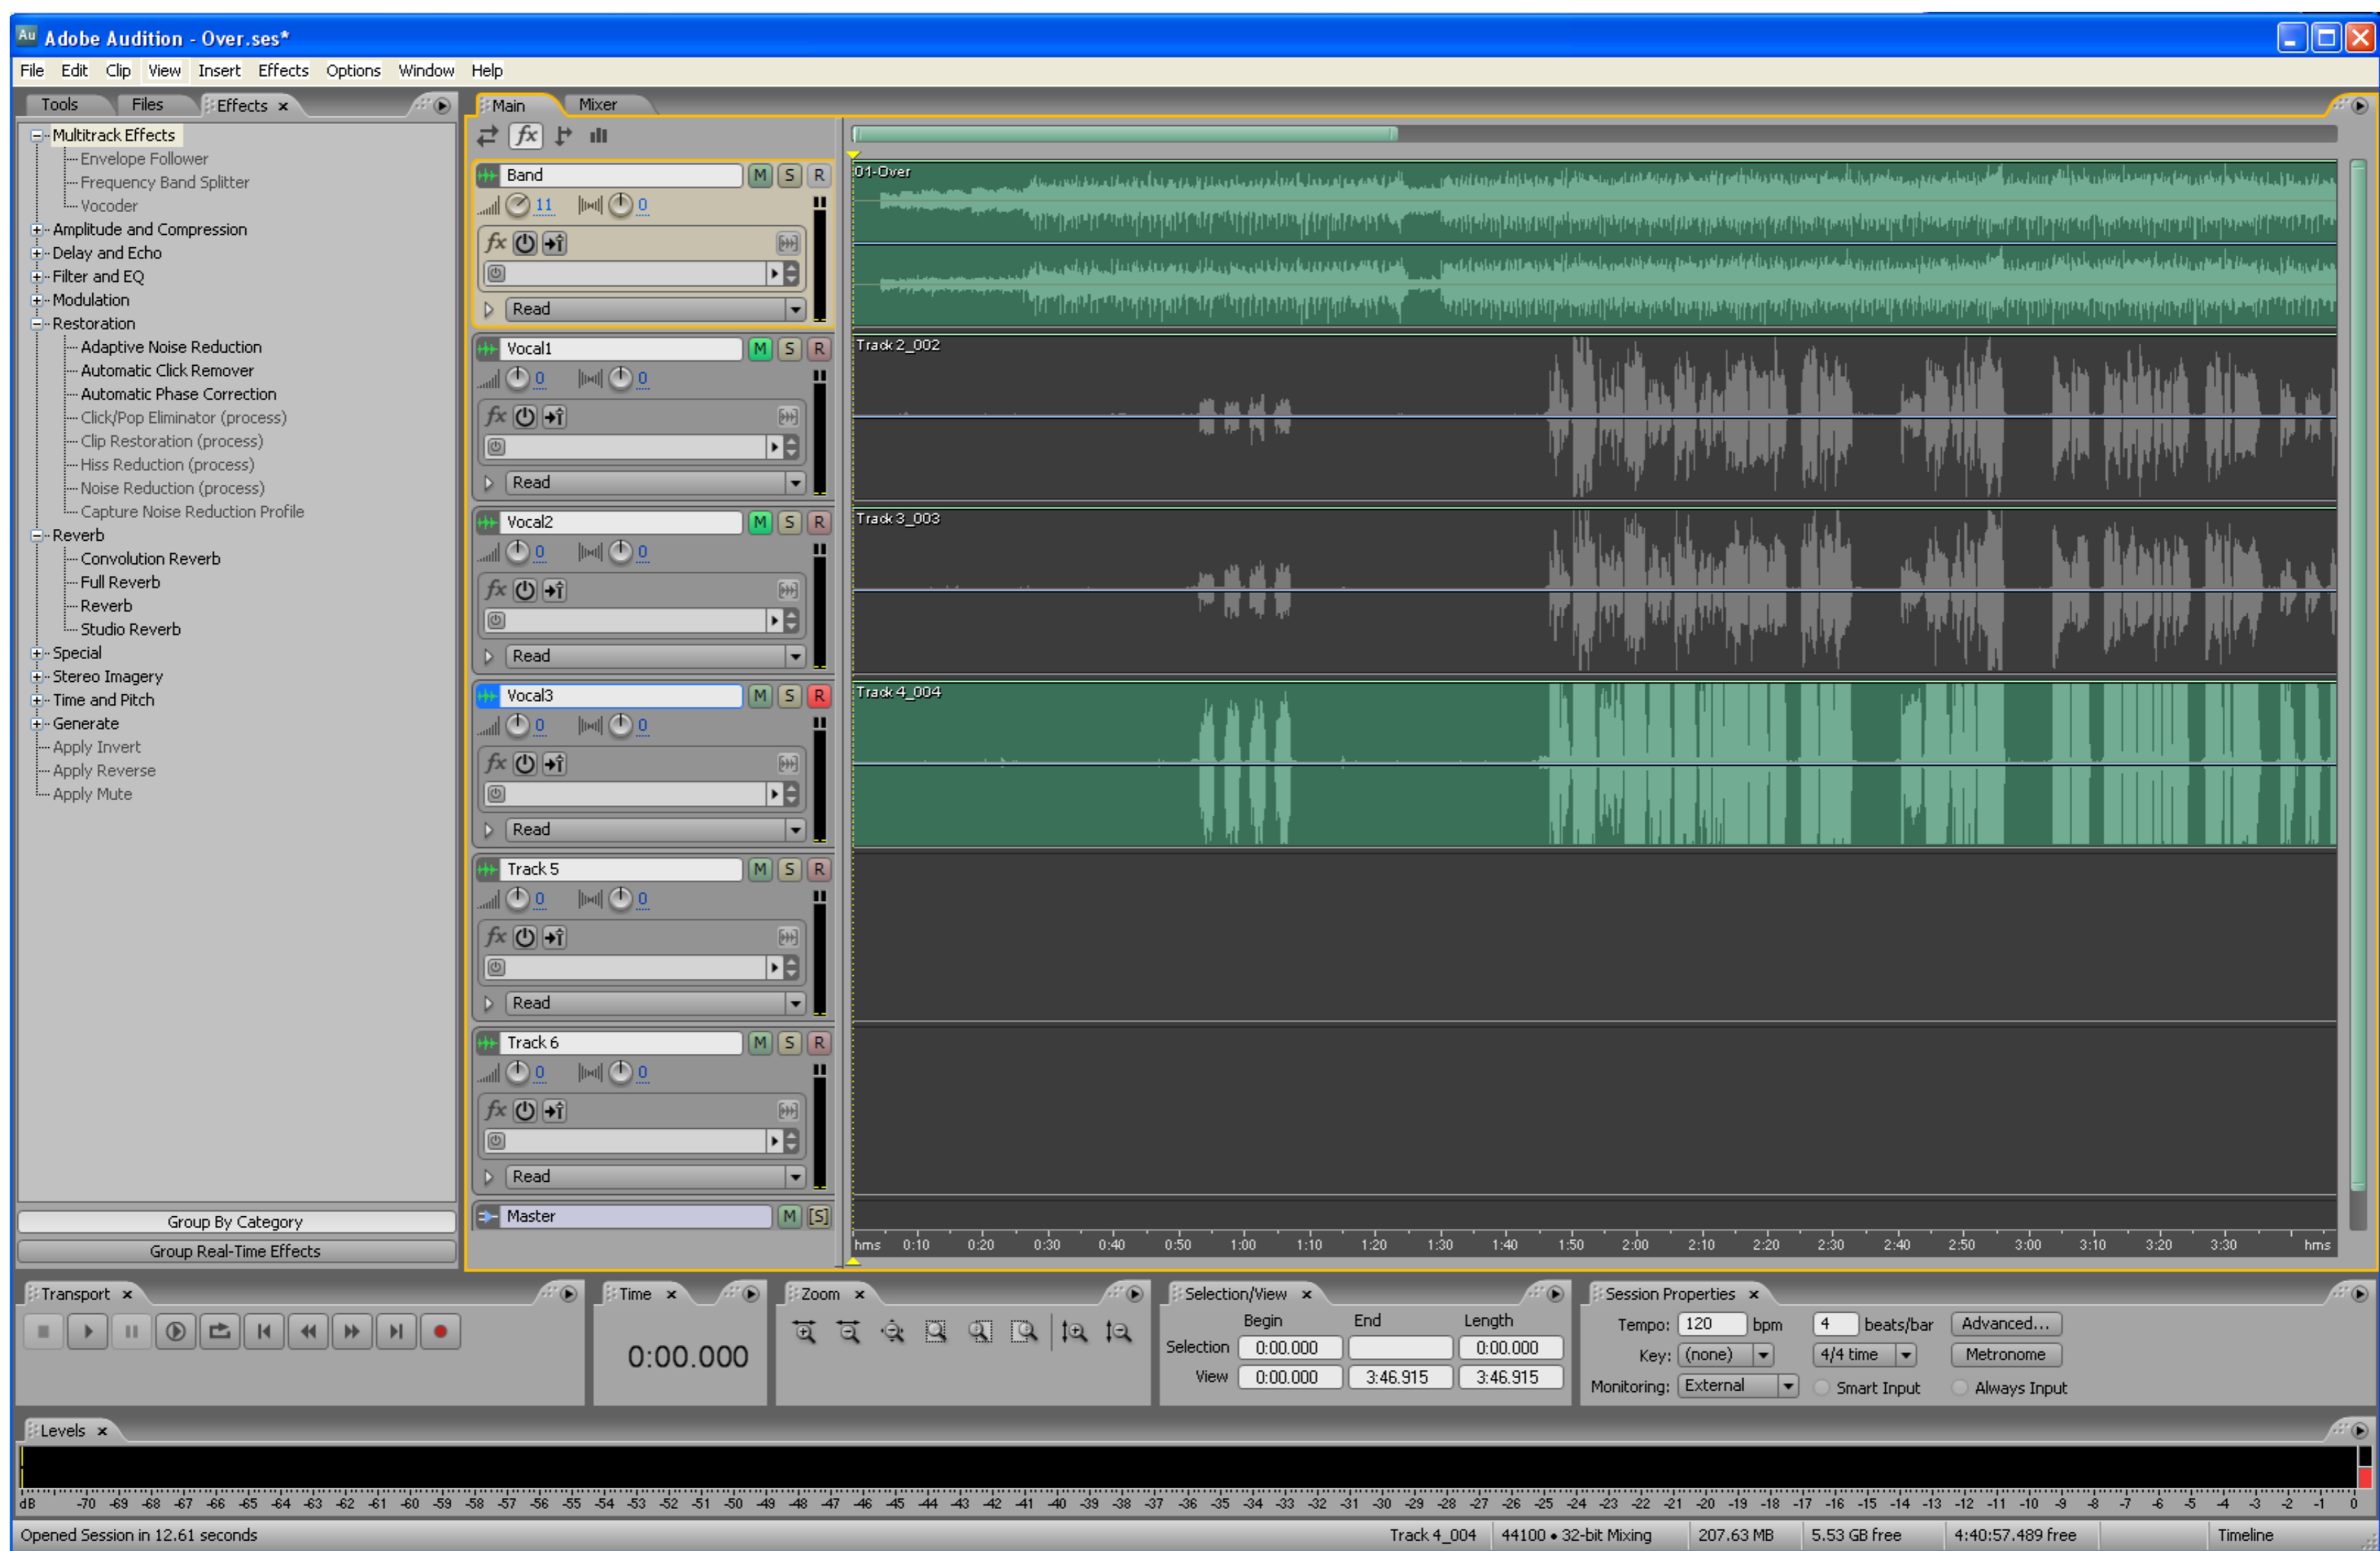 Au Adobe Audition - Over.ses*
File Edit Clip View Insert Effects Options Window Help
Tools Files Effects x
Multitrack Effects
Envelope Follower
Frequency Band Splitter
Vocoder
Amplitude and Compression
Delay and Echo
Filter and EQ
Modulation
Restoration
Adaptive Noise Reduction
Automatic Click Remover
Automatic Phase Correction
Click/Pop Eliminator (process)
Clip Restoration (process)
Hiss Reduction (process)
Noise Reduction (process)
Capture Noise Reduction Profile
Reverb
Convolution Reverb
Full Reverb
Reverb
Studio Reverb
Special
Stereo Imagery
Time and Pitch
Generate
Apply Invert
Apply Reverse
Apply Mute
Group By Category
Group Real-Time Effects
Main Mixer
fx
Band M S R
11 0
fx
Read
Vocal1 M S R
0 0
fx
Read
Vocal2 M S R
0 0
fx
Read
Vocal3 M S R
0 0
fx
Read
Track 5 M S R
0 0
fx
Read
Track 6 M S R
0 0
fx
Read
Master M [S]
01-Over
Track 2_002
Track 3_003
Track 4_004
hms 0:10 0:20 0:30 0:40 0:50 1:00 1:10 1:20 1:30 1:40 1:50 2:00 2:10 2:20 2:30 2:40 2:50 3:00 3:10 3:20 3:30 hms
Transport x
Time x
0:00.000
Zoom x
Selection/View x
Begin End Length
Selection 0:00.000 0:00.000
View 0:00.000 3:46.915 3:46.915
Session Properties x
Tempo: 120 bpm 4 beats/bar Advanced...
Key: (none) 4/4 time Metronome
Monitoring: External Smart Input Always Input
Levels x
dB -70 -69 -68 -67 -66 -65 -64 -63 -62 -61 -60 -59 -58 -57 -56 -55 -54 -53 -52 -51 -50 -49 -48 -47 -46 -45 -44 -43 -42 -41 -40 -39 -38 -37 -36 -35 -34 -33 -32 -31 -30 -29 -28 -27 -26 -25 -24 -23 -22 -21 -20 -19 -18 -17 -16 -15 -14 -13 -12 -11 -10 -9 -8 -7 -6 -5 -4 -3 -2 -1 0
Opened Session in 12.61 seconds Track 4_004 44100 • 32-bit Mixing 207.63 MB 5.53 GB free 4:40:57.489 free Timeline